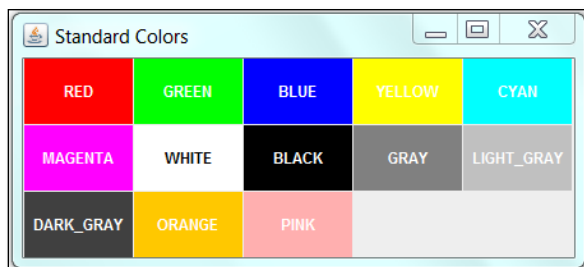 Standard Colors
RED GREEN BLUE YELLOW CYAN
MAGENTA WHITE BLACK GRAY LIGHT_GRAY
DARK_GRAY ORANGE PINK